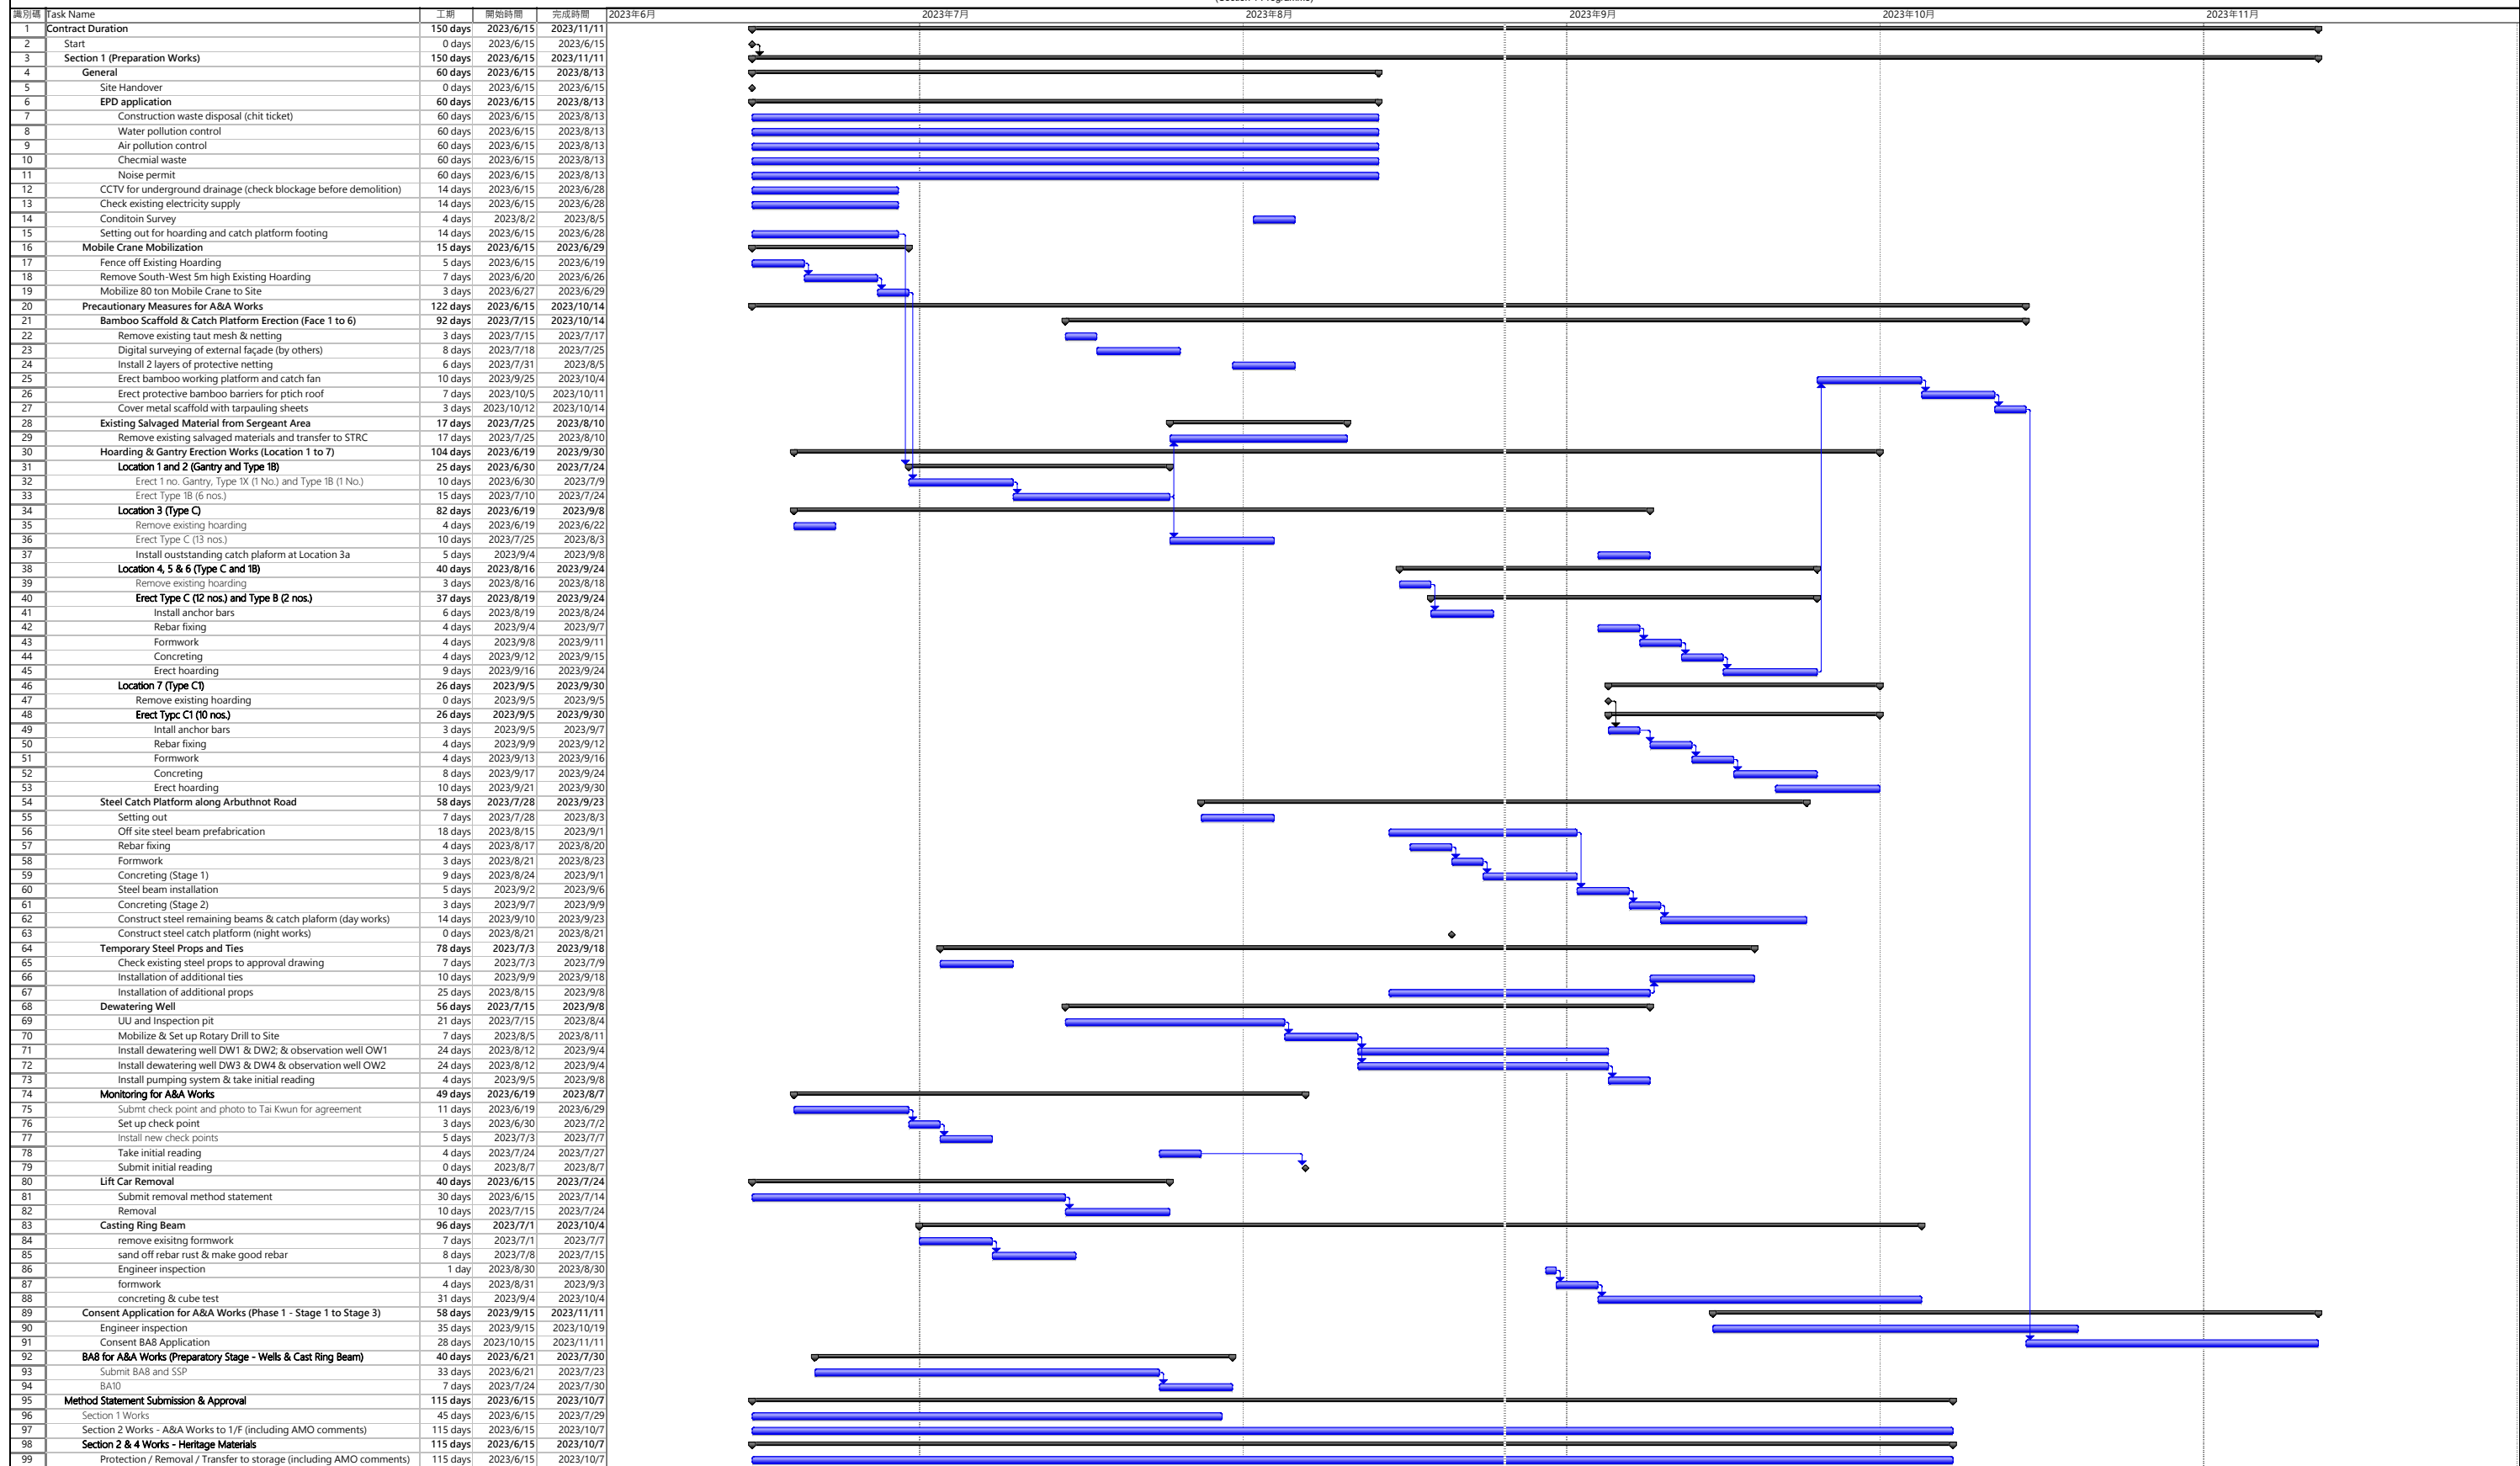 識別碼 Task Name 工期 開始時間 完成時間 2023年6月 2023年7月 2023年8月 2023年9月 2023年10月 2023年11月
1 Contract Duration 150 days 2023/6/15 2023/11/11
2 Start 0 days 2023/6/15 2023/6/15
3 Section 1 (Preparation Works) 150 days 2023/6/15 2023/11/11
4 General 60 days 2023/6/15 2023/8/13
5 Site Handover 0 days 2023/6/15 2023/6/15
6 EPD application 60 days 2023/6/15 2023/8/13
7 Construction waste disposal (chit ticket) 60 days 2023/6/15 2023/8/13
8 Water pollution control 60 days 2023/6/15 2023/8/13
9 Air pollution control 60 days 2023/6/15 2023/8/13
10 Checmial waste 60 days 2023/6/15 2023/8/13
11 Noise permit 60 days 2023/6/15 2023/8/13
12 CCTV for underground drainage (check blockage before demolition) 14 days 2023/6/15 2023/6/28
13 Check existing electricity supply 14 days 2023/6/15 2023/6/28
14 Conditoin Survey 4 days 2023/8/2 2023/8/5
15 Setting out for hoarding and catch platform footing 14 days 2023/6/15 2023/6/28
16 Mobile Crane Mobilization 15 days 2023/6/15 2023/6/29
17 Fence off Existing Hoarding 5 days 2023/6/15 2023/6/19
18 Remove South-West 5m high Existing Hoarding 7 days 2023/6/20 2023/6/26
19 Mobilize 80 ton Mobile Crane to Site 3 days 2023/6/27 2023/6/29
20 Precautionary Measures for A&A Works 122 days 2023/6/15 2023/10/14
21 Bamboo Scaffold & Catch Platform Erection (Face 1 to 6) 92 days 2023/7/15 2023/10/14
22 Remove existing taut mesh & netting 3 days 2023/7/15 2023/7/17
23 Digital surveying of external façade (by others) 8 days 2023/7/18 2023/7/25
24 Install 2 layers of protective netting 6 days 2023/7/31 2023/8/5
25 Erect bamboo working platform and catch fan 10 days 2023/9/25 2023/10/4
26 Erect protective bamboo barriers for ptich roof 7 days 2023/10/5 2023/10/11
27 Cover metal scaffold with tarpauling sheets 3 days 2023/10/12 2023/10/14
28 Existing Salvaged Material from Sergeant Area 17 days 2023/7/25 2023/8/10
29 Remove existing salvaged materials and transfer to STRC 17 days 2023/7/25 2023/8/10
30 Hoarding & Gantry Erection Works (Location 1 to 7) 104 days 2023/6/19 2023/9/30
31 Location 1 and 2 (Gantry and Type 1B) 25 days 2023/6/30 2023/7/24
32 Erect 1 no. Gantry, Type 1X (1 No.) and Type 1B (1 No.) 10 days 2023/6/30 2023/7/9
33 Erect Type 1B (6 nos.) 15 days 2023/7/10 2023/7/24
34 Location 3 (Type C) 82 days 2023/6/19 2023/9/8
35 Remove existing hoarding 4 days 2023/6/19 2023/6/22
36 Erect Type C (13 nos.) 10 days 2023/7/25 2023/8/3
37 Install ouststanding catch plaform at Location 3a 5 days 2023/9/4 2023/9/8
38 Location 4, 5 & 6 (Type C and 1B) 40 days 2023/8/16 2023/9/24
39 Remove existing hoarding 3 days 2023/8/16 2023/8/18
40 Erect Type C (12 nos.) and Type B (2 nos.) 37 days 2023/8/19 2023/9/24
41 Install anchor bars 6 days 2023/8/19 2023/8/24
42 Rebar fixing 4 days 2023/9/4 2023/9/7
43 Formwork 4 days 2023/9/8 2023/9/11
44 Concreting 4 days 2023/9/12 2023/9/15
45 Erect hoarding 9 days 2023/9/16 2023/9/24
46 Location 7 (Type C1) 26 days 2023/9/5 2023/9/30
47 Remove existing hoarding 0 days 2023/9/5 2023/9/5
48 Erect Typc C1 (10 nos.) 26 days 2023/9/5 2023/9/30
49 Intall anchor bars 3 days 2023/9/5 2023/9/7
50 Rebar fixing 4 days 2023/9/9 2023/9/12
51 Formwork 4 days 2023/9/13 2023/9/16
52 Concreting 8 days 2023/9/17 2023/9/24
53 Erect hoarding 10 days 2023/9/21 2023/9/30
54 Steel Catch Platform along Arbuthnot Road 58 days 2023/7/28 2023/9/23
55 Setting out 7 days 2023/7/28 2023/8/3
56 Off site steel beam prefabrication 18 days 2023/8/15 2023/9/1
57 Rebar fixing 4 days 2023/8/17 2023/8/20
58 Formwork 3 days 2023/8/21 2023/8/23
59 Concreting (Stage 1) 9 days 2023/8/24 2023/9/1
60 Steel beam installation 5 days 2023/9/2 2023/9/6
61 Concreting (Stage 2) 3 days 2023/9/7 2023/9/9
62 Construct steel remaining beams & catch plaform (day works) 14 days 2023/9/10 2023/9/23
63 Construct steel catch platform (night works) 0 days 2023/8/21 2023/8/21
64 Temporary Steel Props and Ties 78 days 2023/7/3 2023/9/18
65 Check existing steel props to approval drawing 7 days 2023/7/3 2023/7/9
66 Installation of additional ties 10 days 2023/9/9 2023/9/18
67 Installation of additional props 25 days 2023/8/15 2023/9/8
68 Dewatering Well 56 days 2023/7/15 2023/9/8
69 UU and Inspection pit 21 days 2023/7/15 2023/8/4
70 Mobilize & Set up Rotary Drill to Site 7 days 2023/8/5 2023/8/11
71 Install dewatering well DW1 & DW2; & observation well OW1 24 days 2023/8/12 2023/9/4
72 Install dewatering well DW3 & DW4 & observation well OW2 24 days 2023/8/12 2023/9/4
73 Install pumping system & take initial reading 4 days 2023/9/5 2023/9/8
74 Monitoring for A&A Works 49 days 2023/6/19 2023/8/7
75 Submt check point and photo to Tai Kwun for agreement 11 days 2023/6/19 2023/6/29
76 Set up check point 3 days 2023/6/30 2023/7/2
77 Install new check points 5 days 2023/7/3 2023/7/7
78 Take initial reading 4 days 2023/7/24 2023/7/27
79 Submit initial reading 0 days 2023/8/7 2023/8/7
80 Lift Car Removal 40 days 2023/6/15 2023/7/24
81 Submit removal method statement 30 days 2023/6/15 2023/7/14
82 Removal 10 days 2023/7/15 2023/7/24
83 Casting Ring Beam 96 days 2023/7/1 2023/10/4
84 remove exisitng formwork 7 days 2023/7/1 2023/7/7
85 sand off rebar rust & make good rebar 8 days 2023/7/8 2023/7/15
86 Engineer inspection 1 day 2023/8/30 2023/8/30
87 formwork 4 days 2023/8/31 2023/9/3
88 concreting & cube test 31 days 2023/9/4 2023/10/4
89 Consent Application for A&A Works (Phase 1 - Stage 1 to Stage 3) 58 days 2023/9/15 2023/11/11
90 Engineer inspection 35 days 2023/9/15 2023/10/19
91 Consent BA8 Application 28 days 2023/10/15 2023/11/11
92 BA8 for A&A Works (Preparatory Stage - Wells & Cast Ring Beam) 40 days 2023/6/21 2023/7/30
93 Submit BA8 and SSP 33 days 2023/6/21 2023/7/23
94 BA10 7 days 2023/7/24 2023/7/30
95 Method Statement Submission & Approval 115 days 2023/6/15 2023/10/7
96 Section 1 Works 45 days 2023/6/15 2023/7/29
97 Section 2 Works - A&A Works to 1/F (including AMO comments) 115 days 2023/6/15 2023/10/7
98 Section 2 & 4 Works - Heritage Materials 115 days 2023/6/15 2023/10/7
99 Protection / Removal / Transfer to storage (including AMO comments) 115 days 2023/6/15 2023/10/7